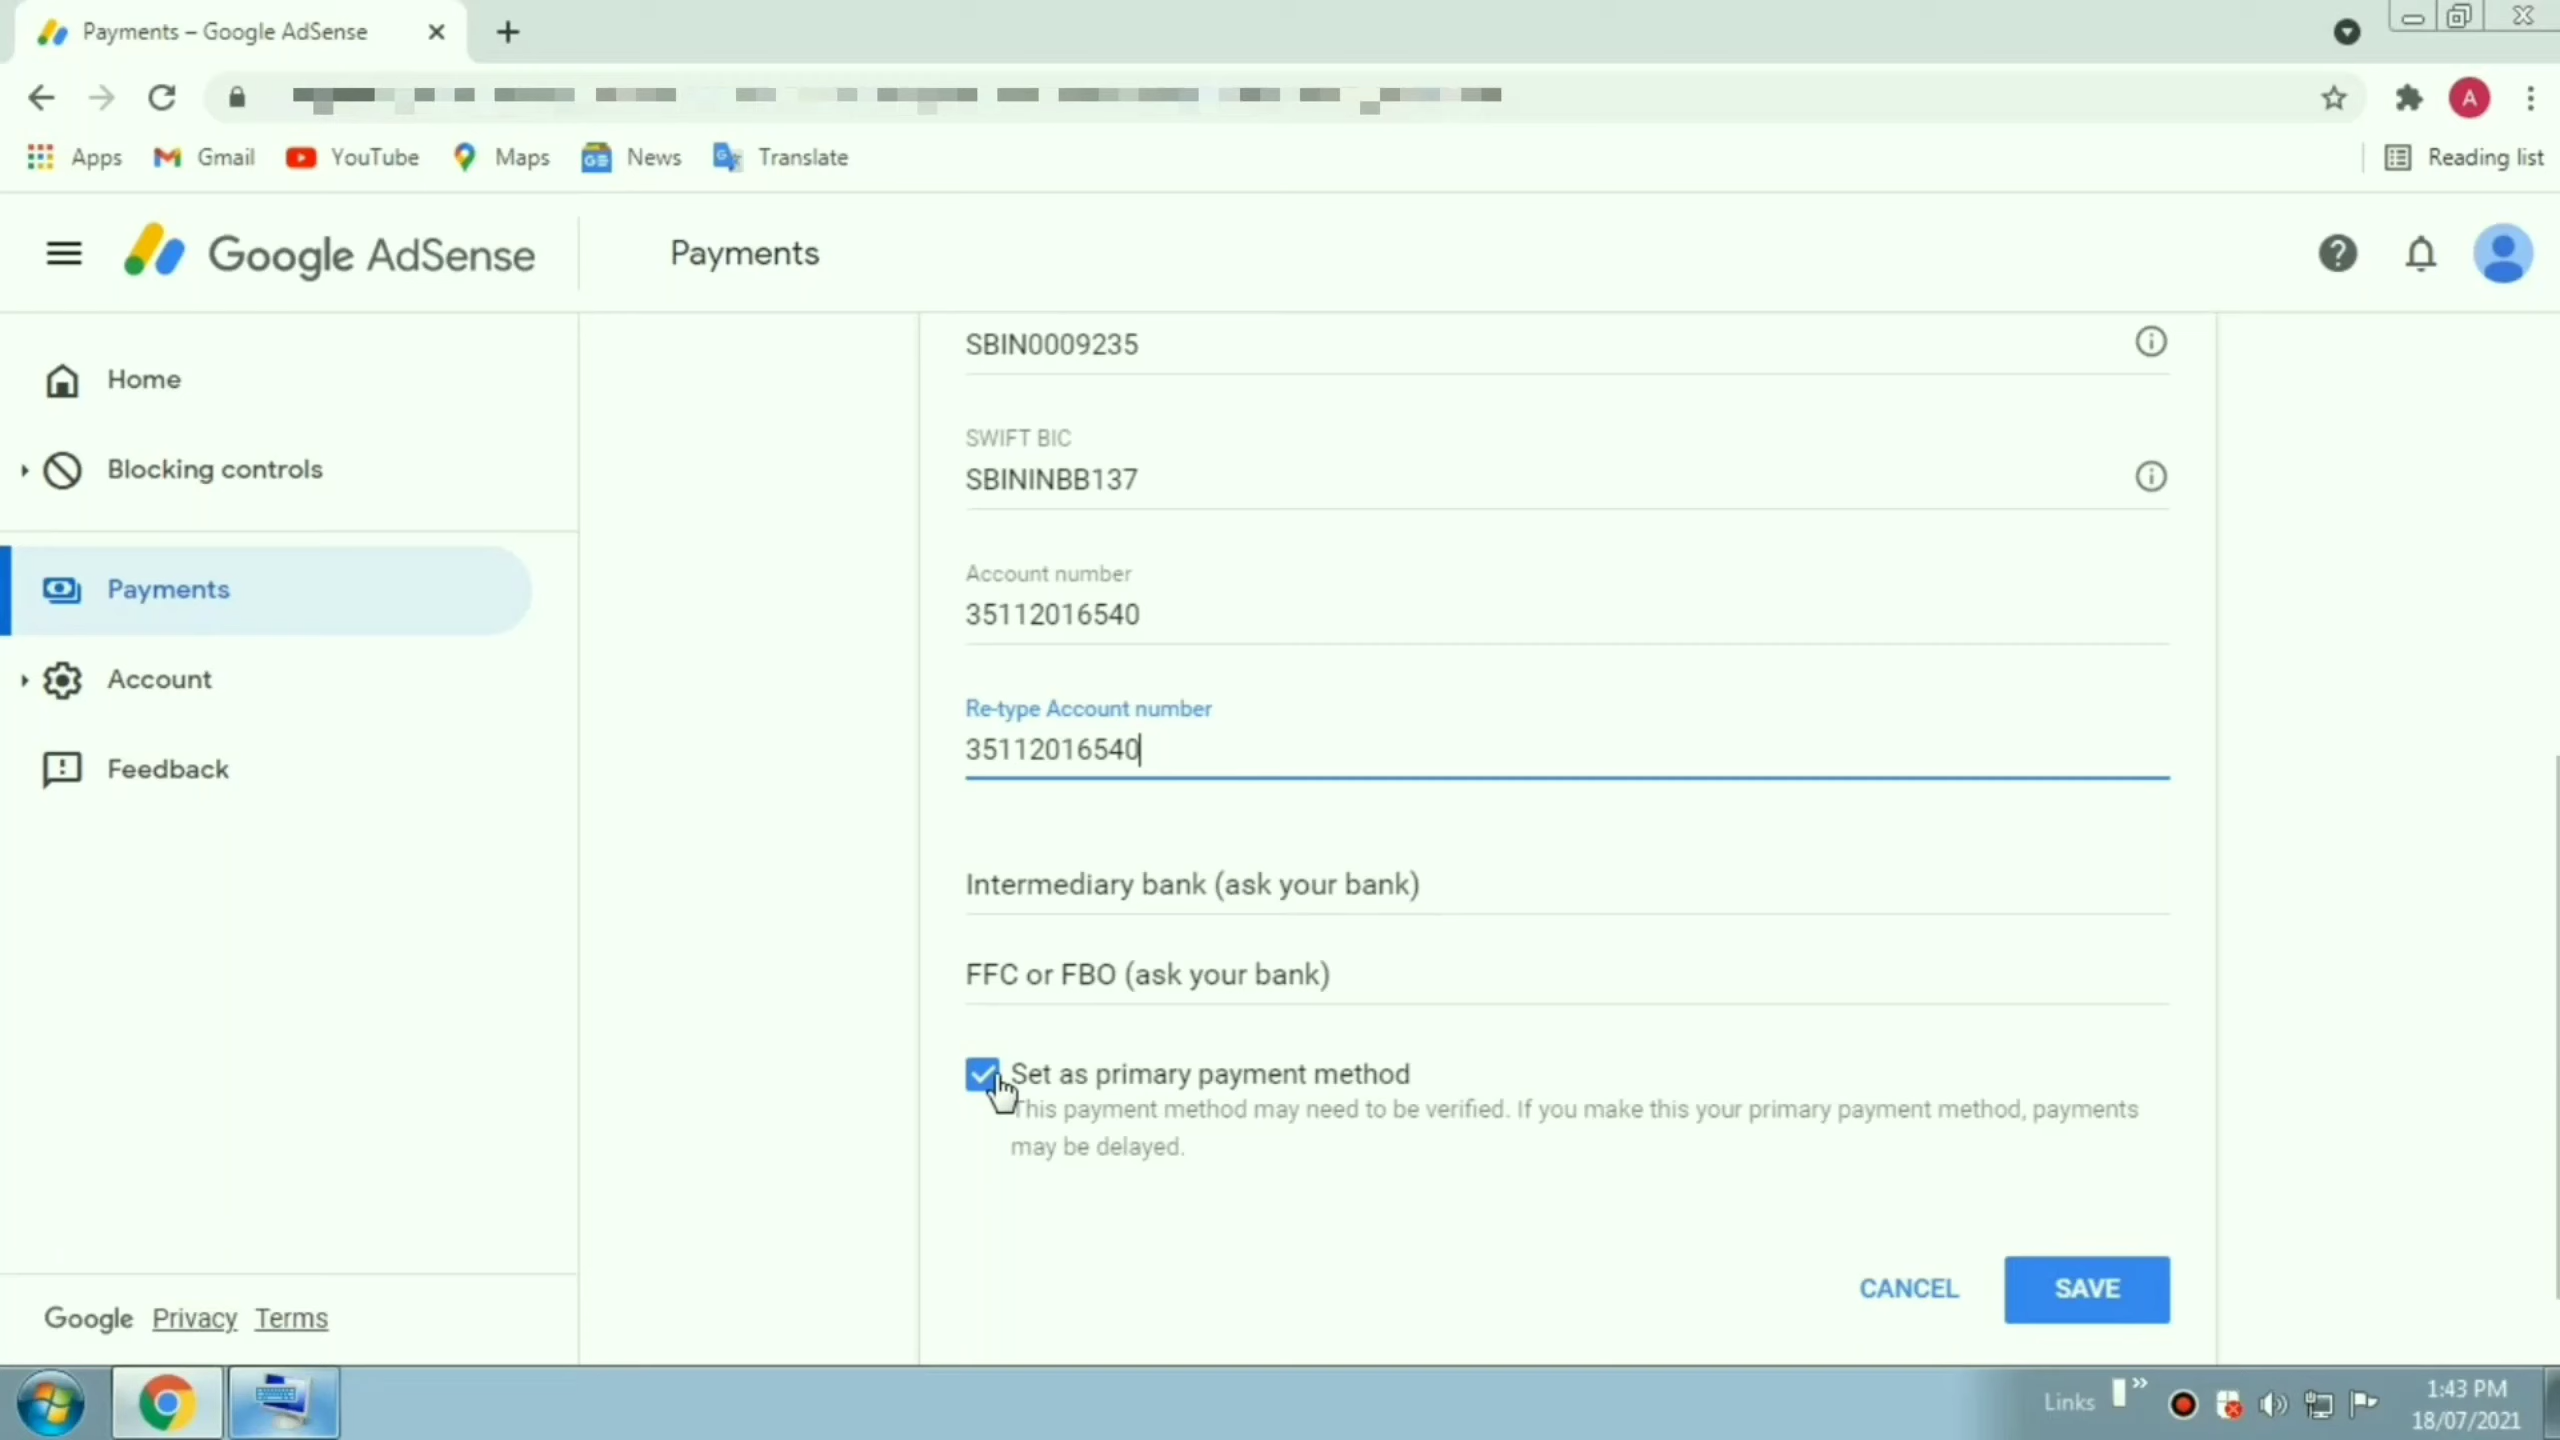 Payments – Google AdSense
Apps Gmail YouTube Maps News Translate Reading list
Google AdSense Payments
Home
Blocking controls
Payments
Account
Feedback
Google Privacy Terms
SBIN0009235
SWIFT BIC
SBININBB137
Account number
35112016540
Re-type Account number
35112016540
Intermediary bank (ask your bank)
FFC or FBO (ask your bank)
Set as primary payment method
This payment method may need to be verified. If you make this your primary payment method, payments
may be delayed.
CANCEL SAVE
Links
1:43 PM
18/07/2021
A